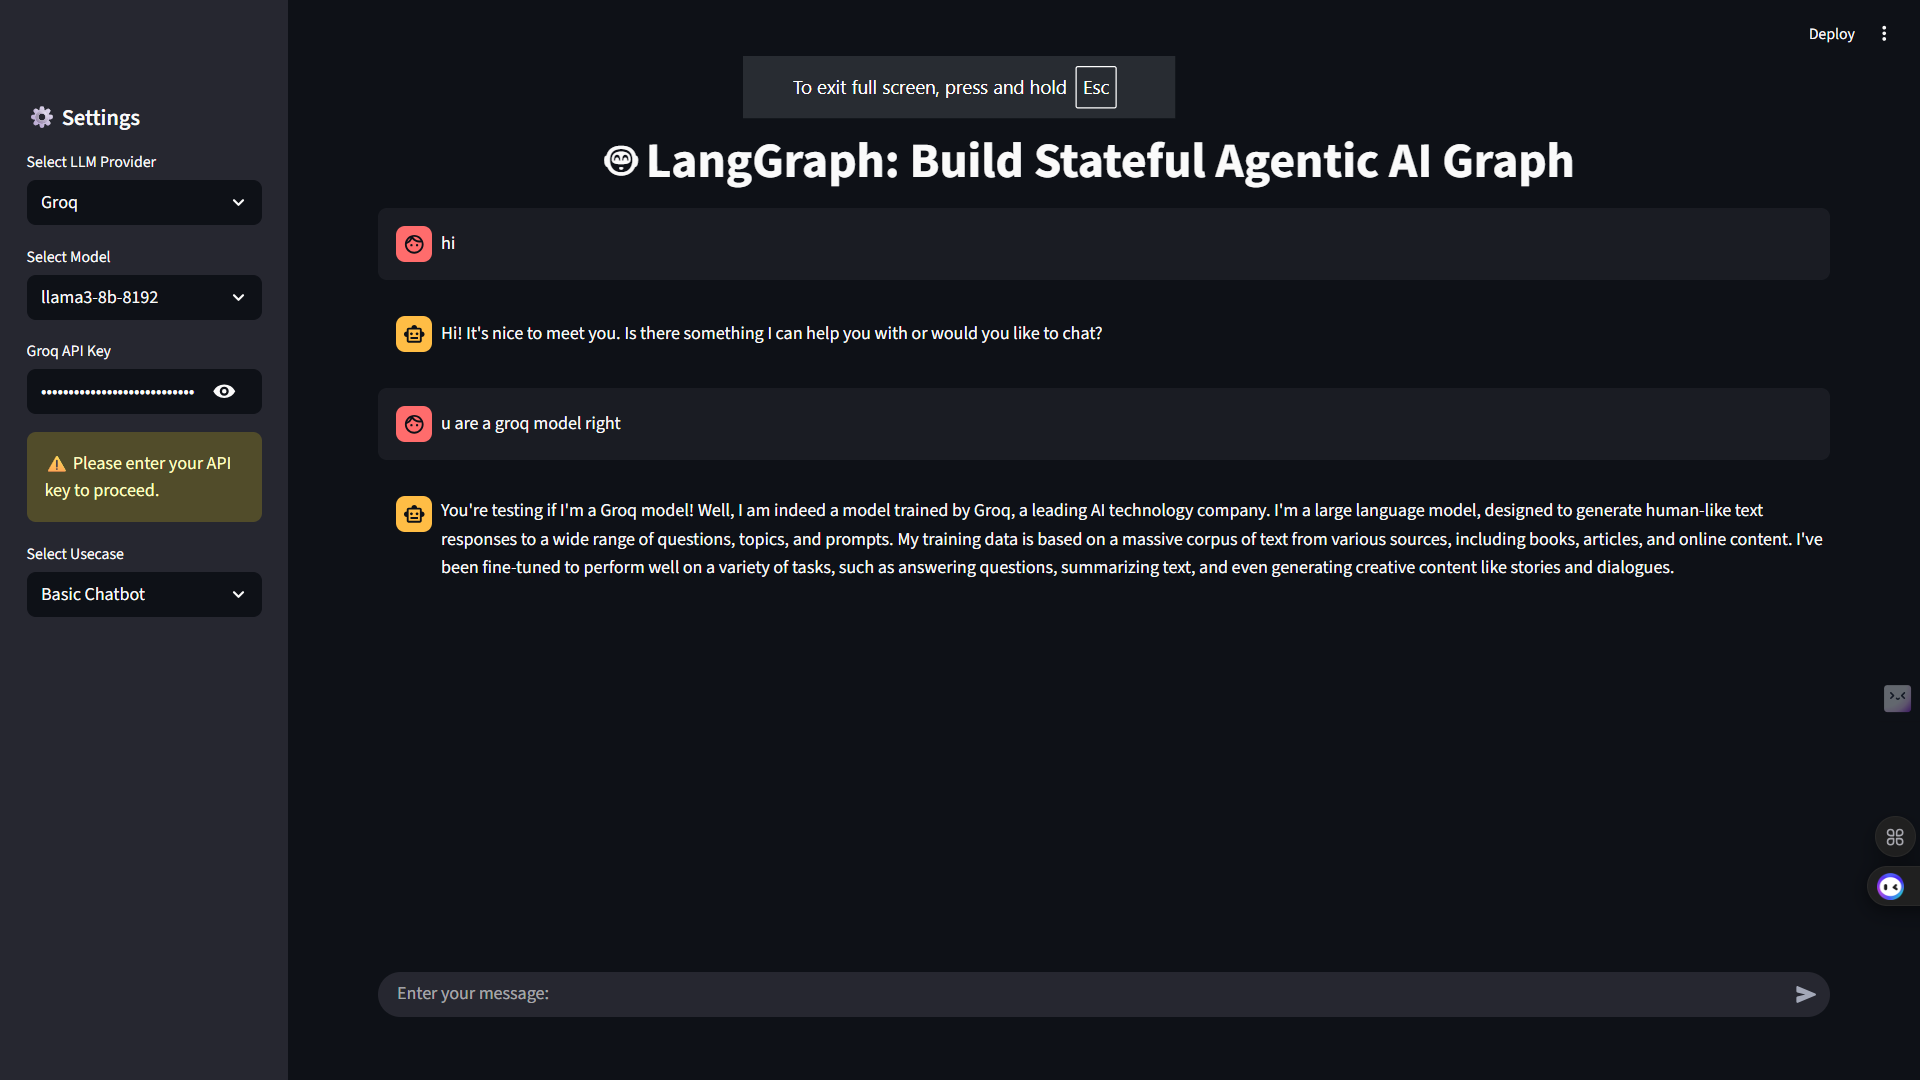 Deploy
To exit full screen, press and hold Esc
Settings
Select LLM Provider
Groq
Select Model
llama3-8b-8192
Groq API Key
Please enter your API
key to proceed.
Select Usecase
Basic Chatbot
LangGraph: Build Stateful Agentic AI Graph
hi
Hi! It's nice to meet you. Is there something I can help you with or would you like to chat?
u are a groq model right
You're testing if I'm a Groq model! Well, I am indeed a model trained by Groq, a leading AI technology company. I'm a large language model, designed to generate human-like text
responses to a wide range of questions, topics, and prompts. My training data is based on a massive corpus of text from various sources, including books, articles, and online content. I've
been fine-tuned to perform well on a variety of tasks, such as answering questions, summarizing text, and even generating creative content like stories and dialogues.
Enter your message: